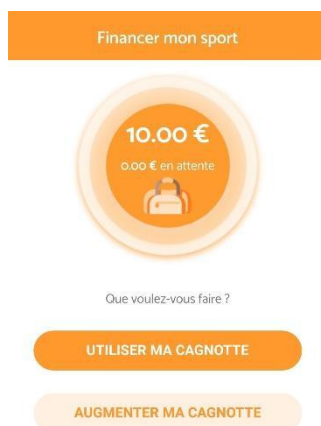 Financer mon sport
10.00 €
0.00 € en attente
Que voulez-vous faire ?
UTILISER MA CAGNOTTE
AUGMENTER MA CAGNOTTE